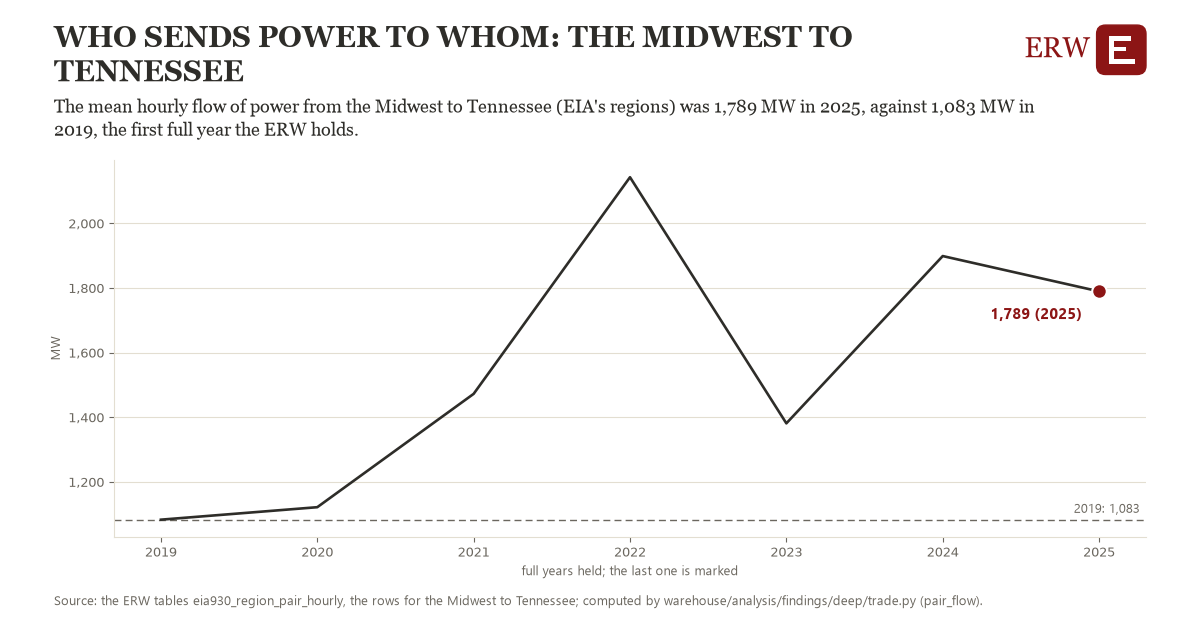 WHO SENDS POWER TO WHOM: THE MIDWEST TO
TENNESSEE
ERW E
The mean hourly flow of power from the Midwest to Tennessee (EIA's regions) was 1,789 MW in 2025, against 1,083 MW in
2019, the first full year the ERW holds.
2,000
1,800
1,600
1,400
1,200
MW
1,789 (2025)
2019: 1,083
2019 2020 2021 2022 2023 2024 2025
full years held; the last one is marked
Source: the ERW tables eia930_region_pair_hourly, the rows for the Midwest to Tennessee; computed by warehouse/analysis/findings/deep/trade.py (pair_flow).